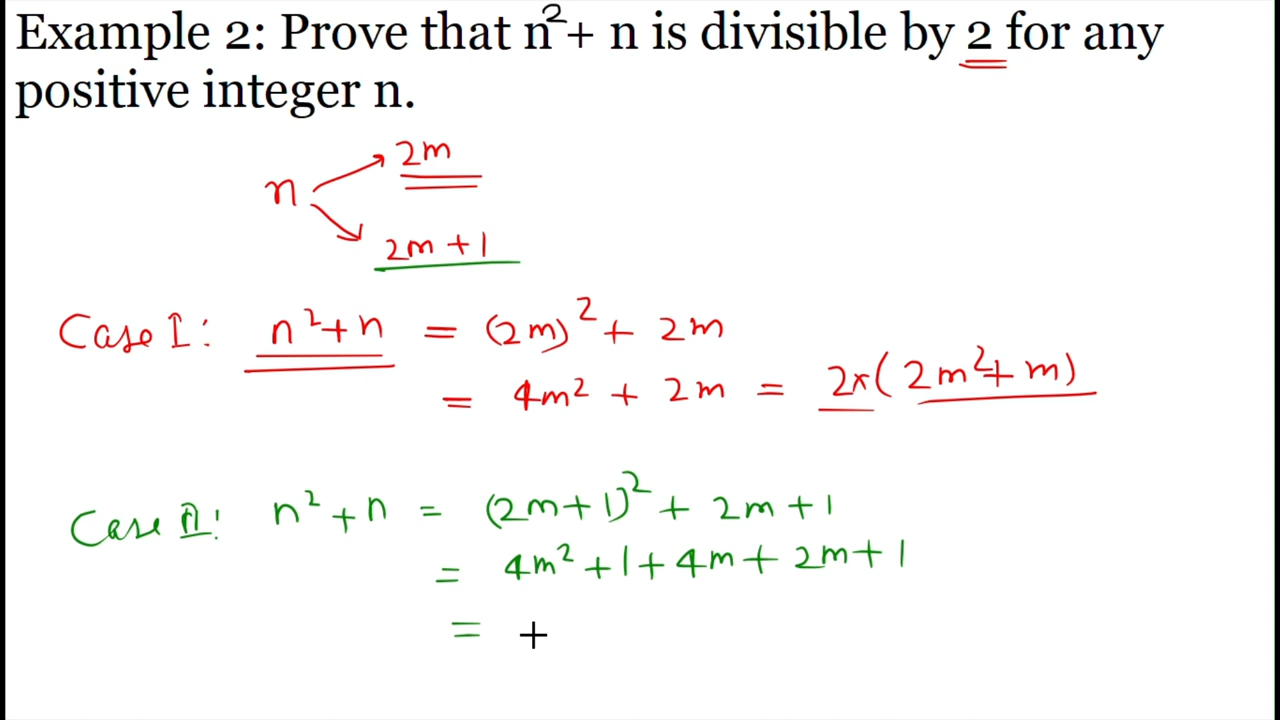 Example 2: Prove that n²+ n is divisible by 2 for any
positive integer n.
2m
n
2m + 1
Case I: n²+n = (2m)² + 2m
= 4m² + 2m = 2×(2m²+ m)
Case II: n²+n = (2m+1)² + 2m+1
= 4m² +1+4m+ 2m+1
= +